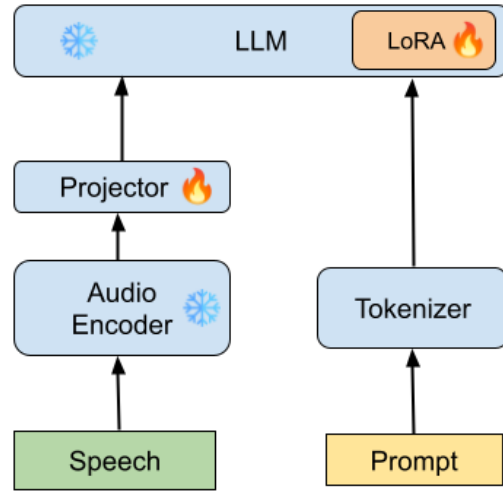 LLM
LoRA
Projector
Audio
Encoder
Tokenizer
Speech
Prompt